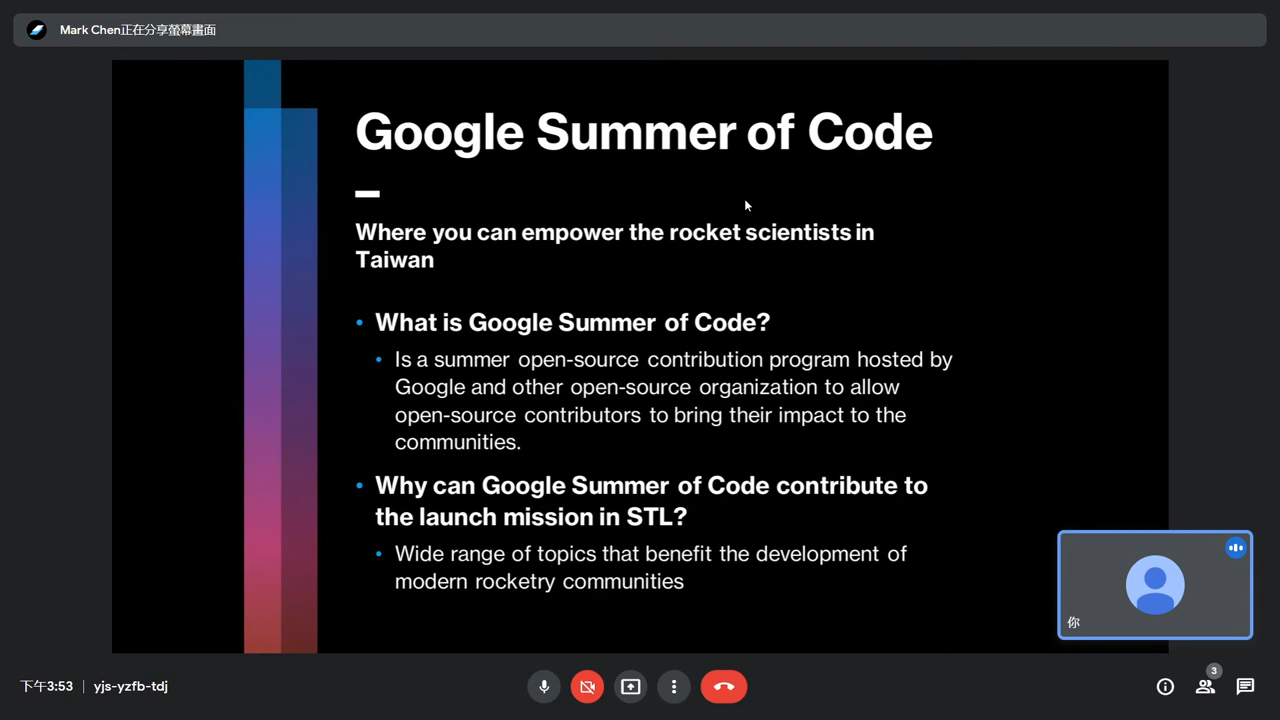 Mark Chen正在分享螢幕畫面
Google Summer of Code
Where you can empower the rocket scientists in
Taiwan
• What is Google Summer of Code?
• Is a summer open-source contribution program hosted by
Google and other open-source organization to allow
open-source contributors to bring their impact to the
communities.
• Why can Google Summer of Code contribute to
the launch mission in STL?
• Wide range of topics that benefit the development of
modern rocketry communities
你
下午3:53 | yjs-yzfb-tdj
3